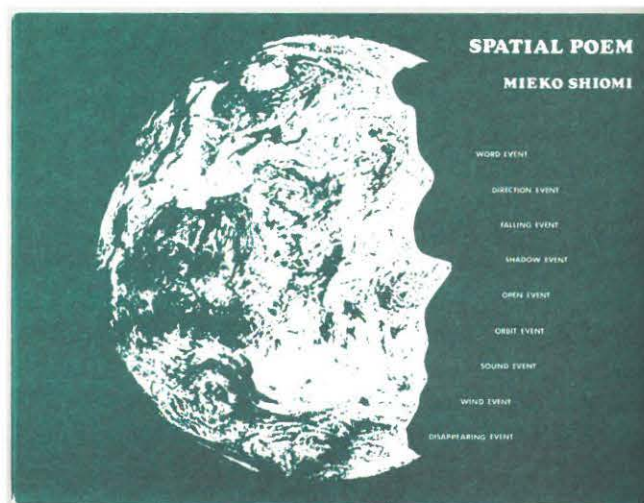 SPATIAL POEM
MIEKO SHIOMI
WORD EVENT
DIRECTION EVENT
FALLING EVENT
SHADOW EVENT
OPEN EVENT
ORBIT EVENT
SOUND EVENT
WIND EVENT
DISAPPEARING EVENT